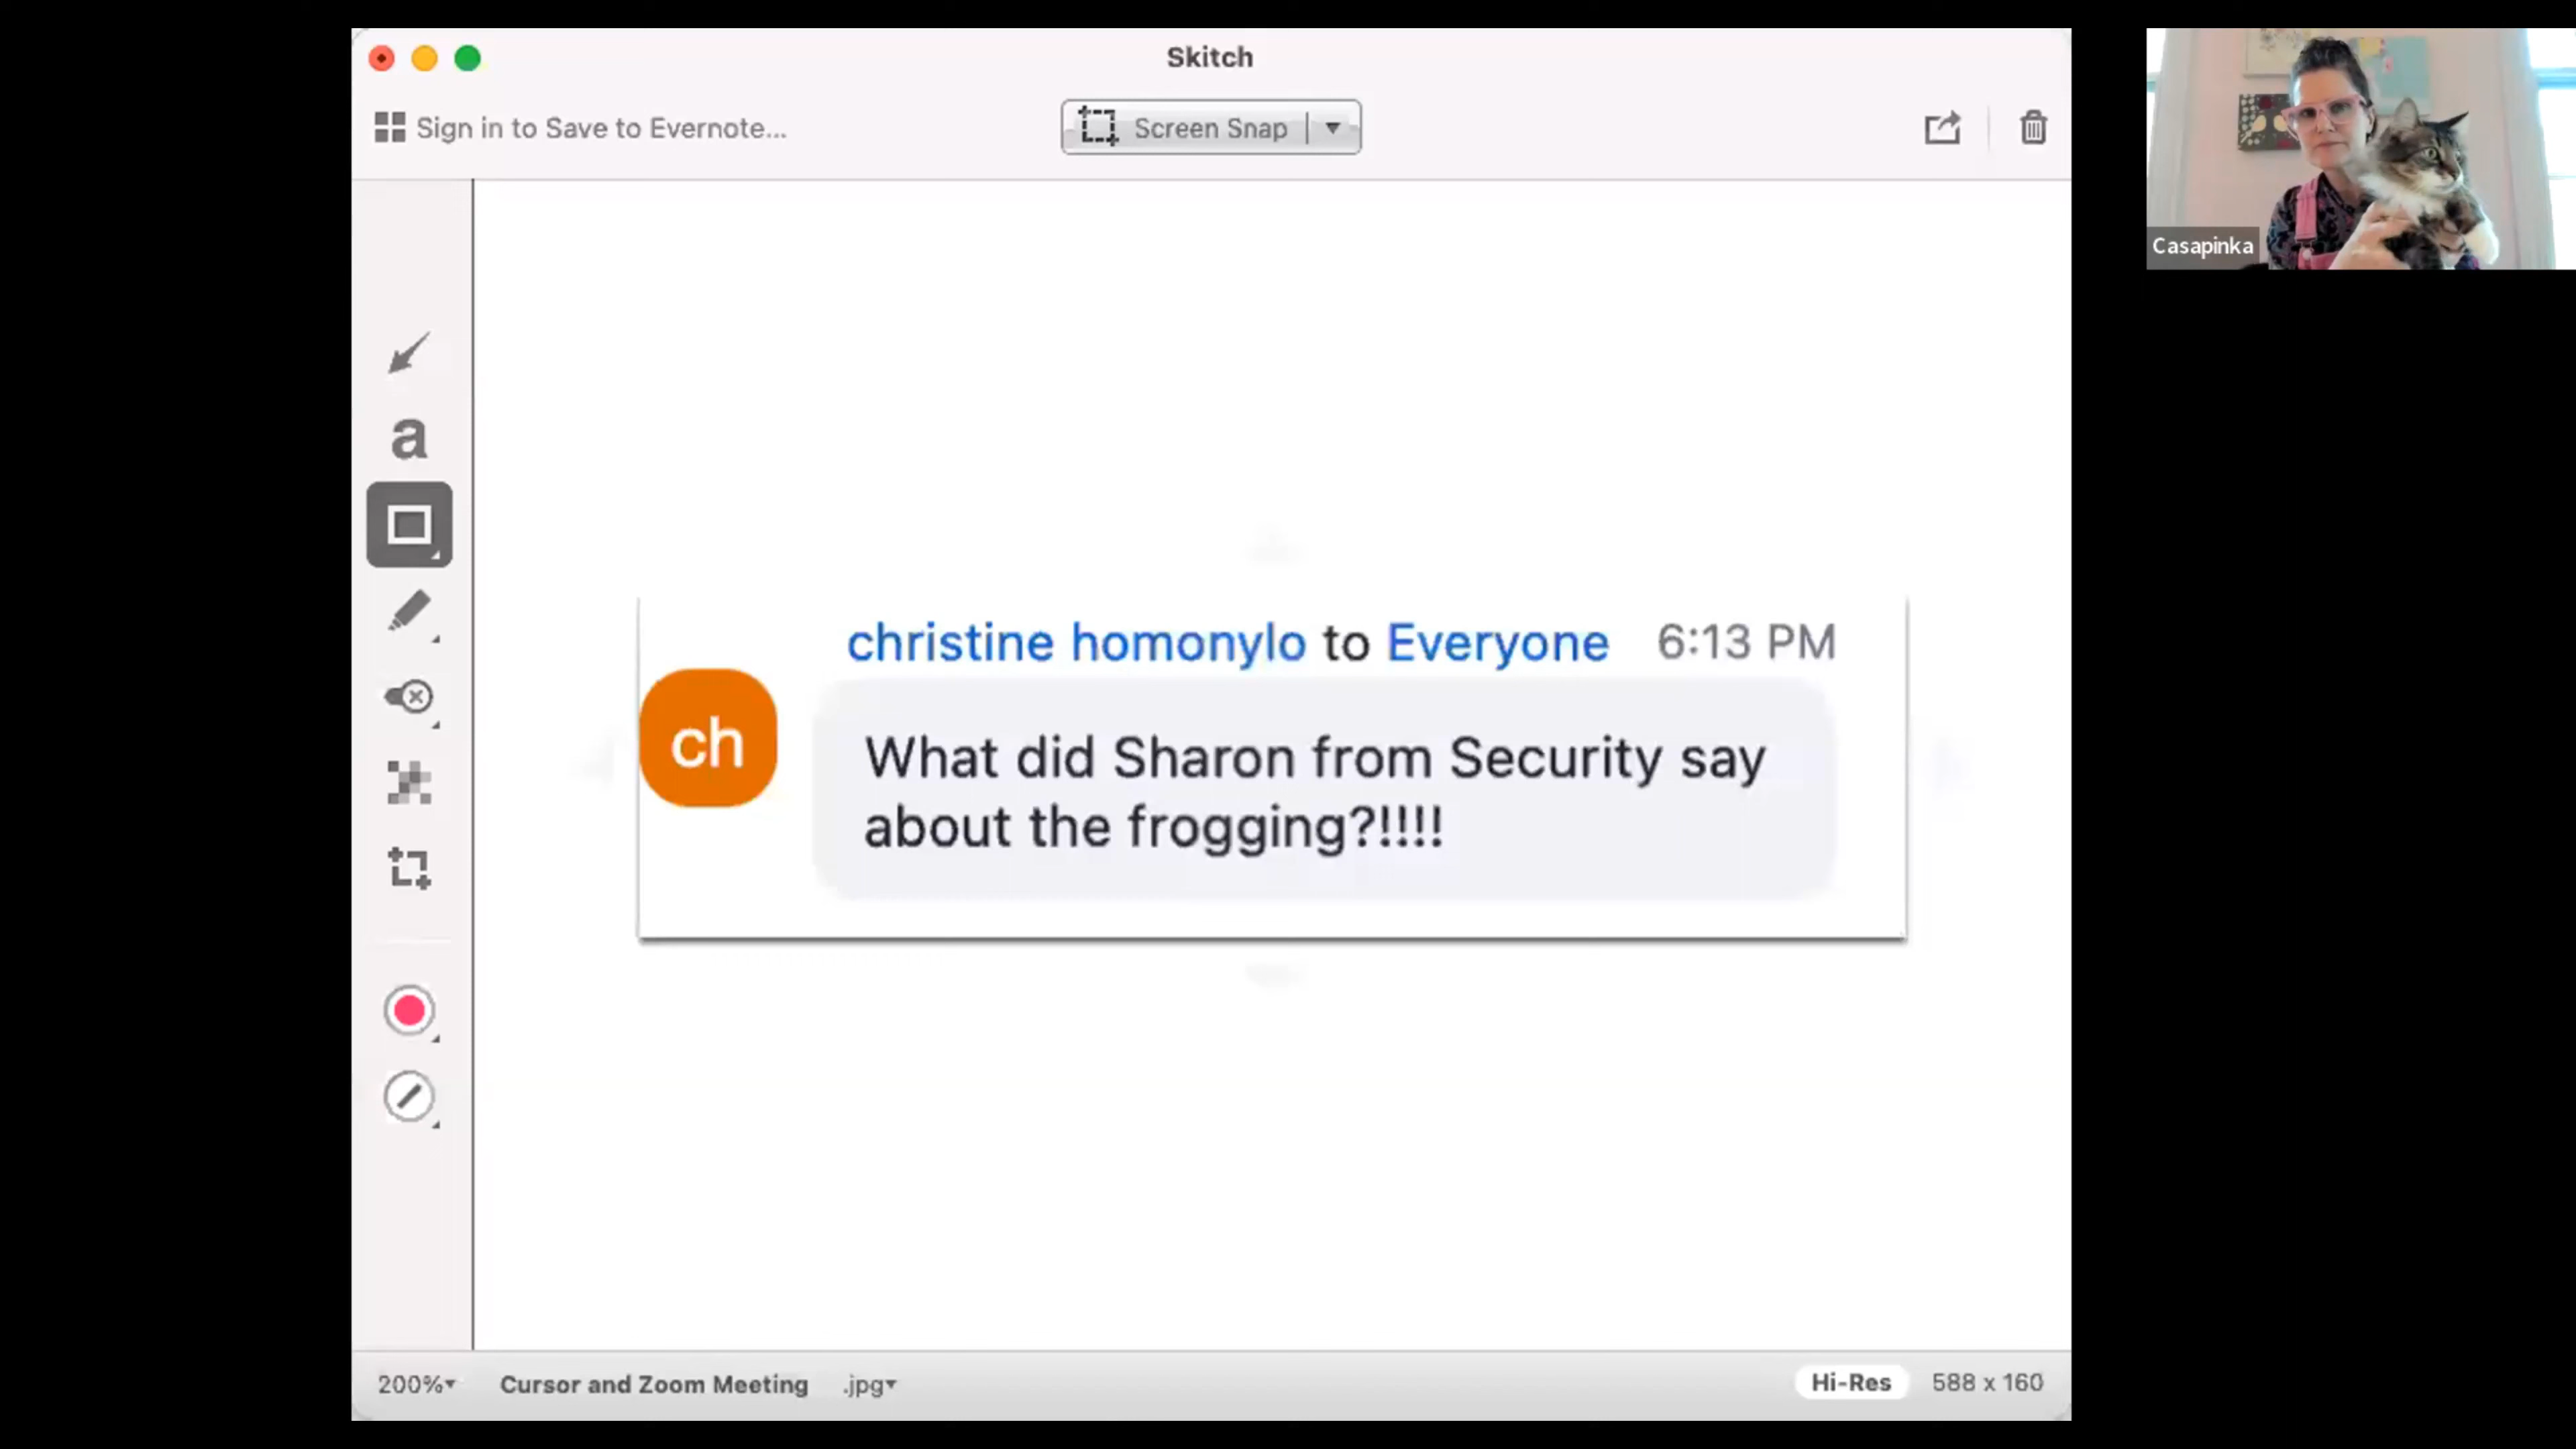 Skitch
Sign in to Save to Evernote...
Screen Snap
Casapinka
a
christine homonylo to Everyone 6:13 PM
ch
What did Sharon from Security say
about the frogging?!!!!
200% Cursor and Zoom Meeting .jpg Hi-Res 588 x 160